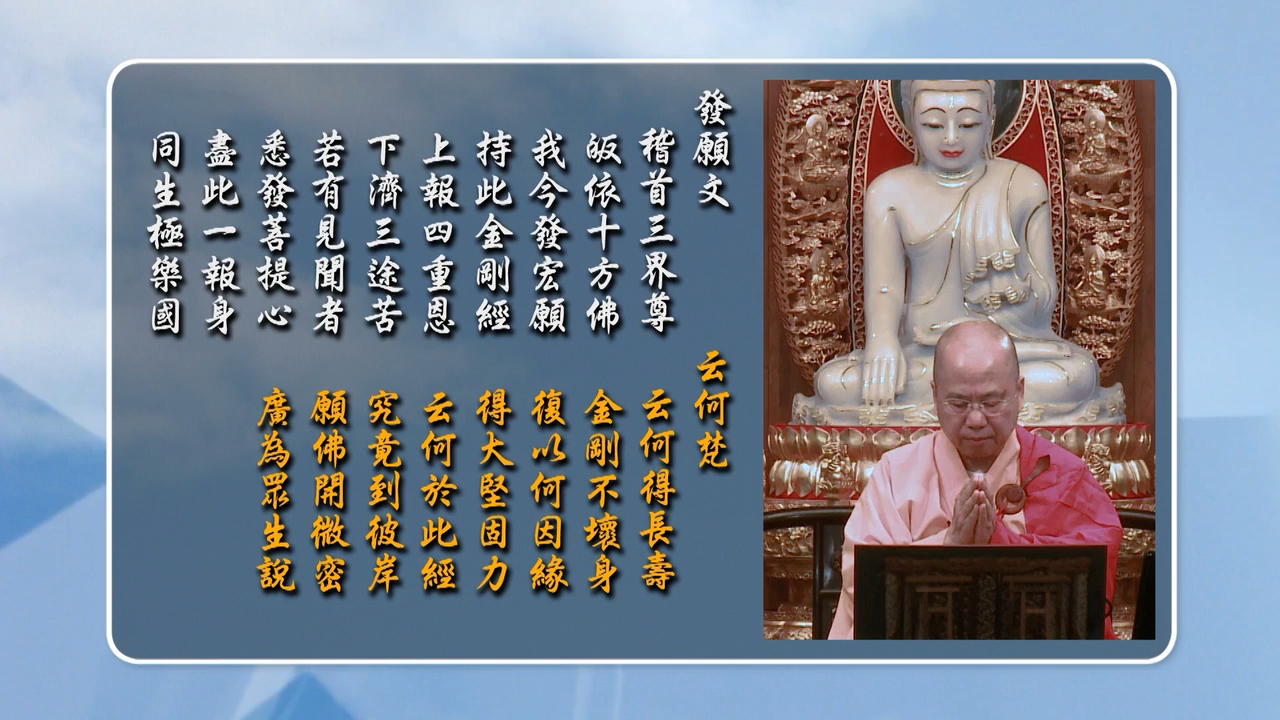 發願文
稽首三界尊
皈依十方佛
我今發宏願
持此金剛經
上報四重恩
下濟三途苦
若有見聞者
悉發菩提心
盡此一報身
同生極樂國
云何梵
云何得長壽
金剛不壞身
復以何因緣
得大堅固力
云何於此經
究竟到彼岸
願佛開微密
廣為眾生說